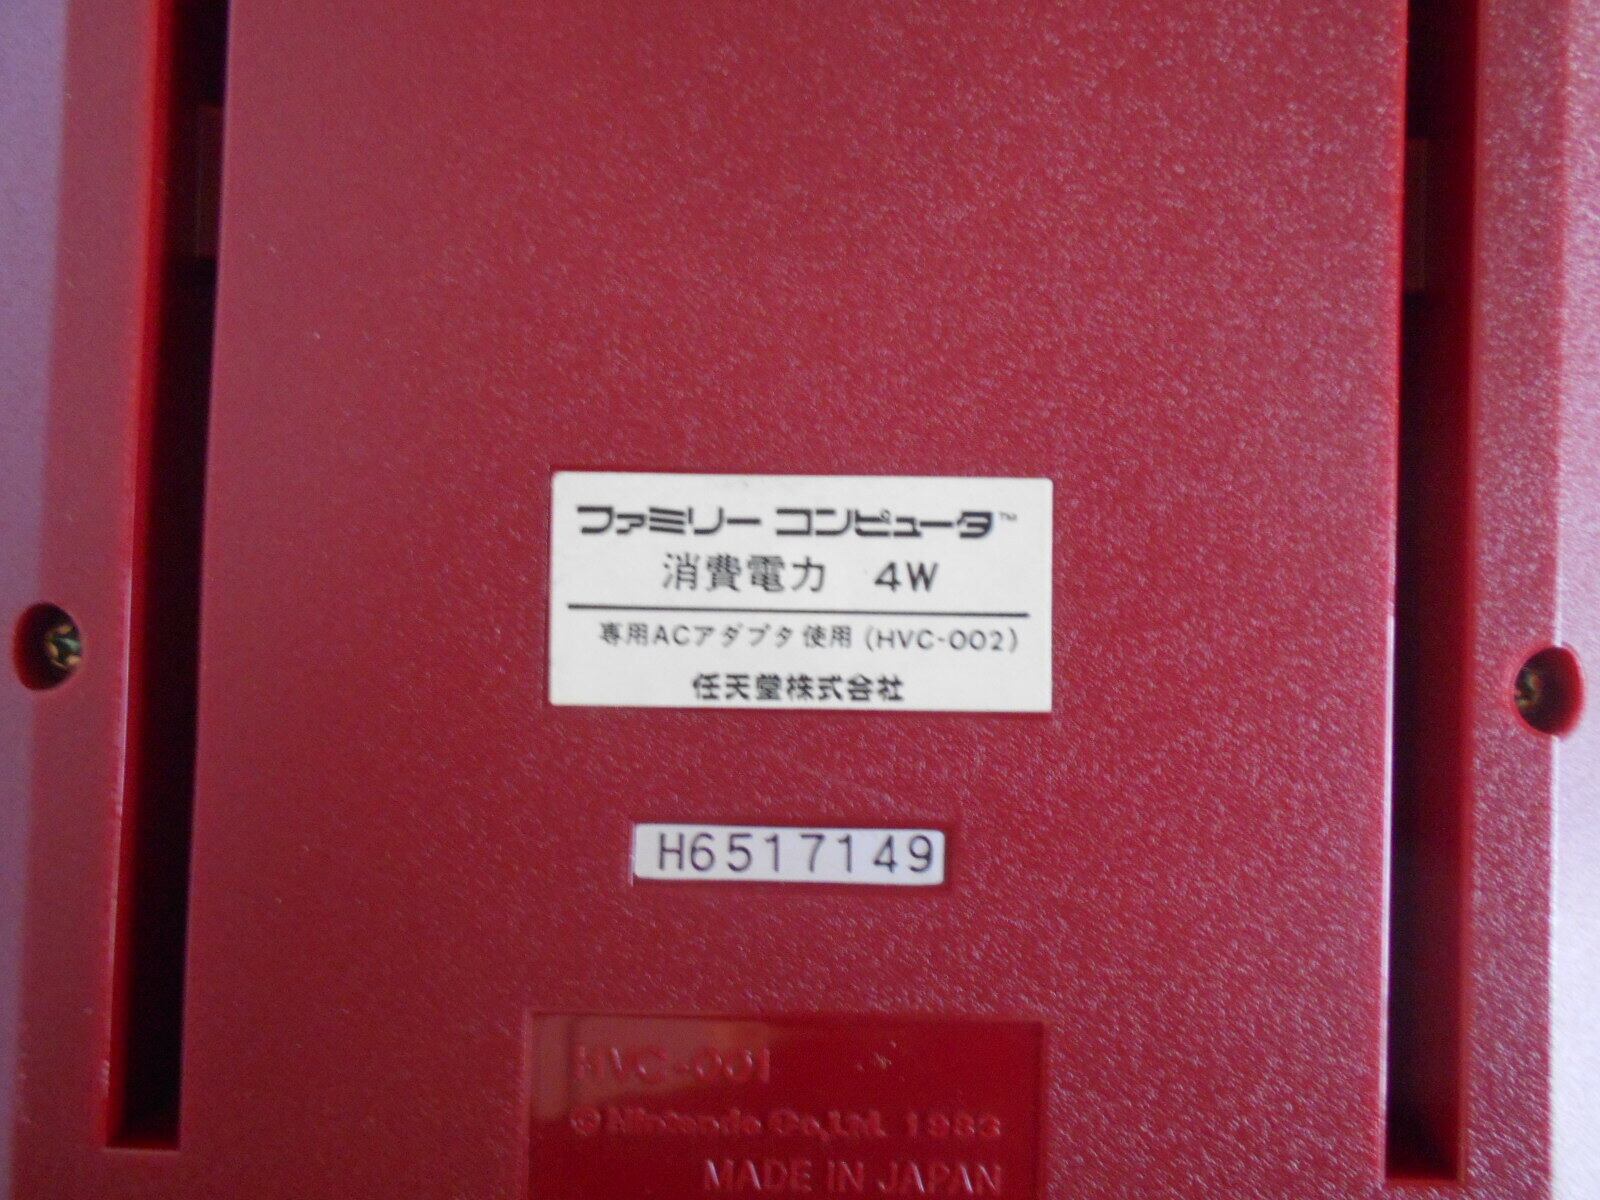 ファミリー コンピュータ™
消費電力 4W
専用ACアダプタ使用 (HVC-002)
任天堂株式会社
H6517149
HVC-001
© Nintendo Co.,Ltd. 1983
MADE IN JAPAN